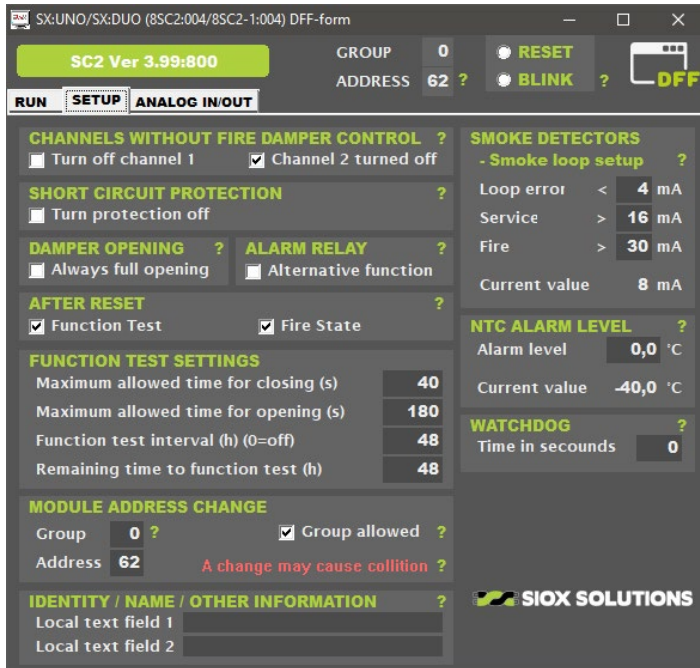 SX:UNO/SX:DUO (8SC2:004/8SC2-1:004) DFF-form
SC2 Ver 3.99:800
GROUP 0
ADDRESS 62 ?
RESET
BLINK ?
DFF
RUN SETUP ANALOG IN/OUT
CHANNELS WITHOUT FIRE DAMPER CONTROL ?
Turn off channel 1 Channel 2 turned off
SHORT CIRCUIT PROTECTION ?
Turn protection off
DAMPER OPENING ?
Always full opening
ALARM RELAY ?
Alternative function
AFTER RESET ?
Function Test Fire State
FUNCTION TEST SETTINGS
Maximum allowed time for closing (s) 40
Maximum allowed time for opening (s) 180
Function test interval (h) (0=off) 48
Remaining time to function test (h) 48
MODULE ADDRESS CHANGE
Group 0 ? Group allowed ?
Address 62 A change may cause collition ?
IDENTITY / NAME / OTHER INFORMATION ?
Local text field 1
Local text field 2
SMOKE DETECTORS
- Smoke loop setup ?
Loop error < 4 mA
Service > 16 mA
Fire > 30 mA
Current value 8 mA
NTC ALARM LEVEL ?
Alarm level 0,0 °C
Current value -40,0 °C
WATCHDOG ?
Time in secounds 0
SIOX SOLUTIONS